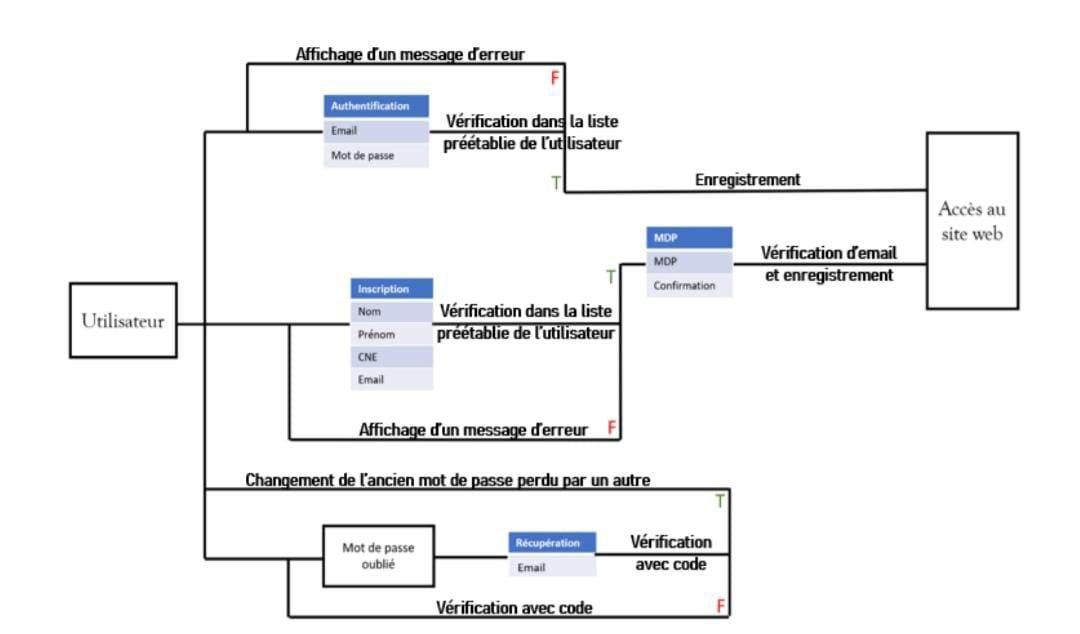 Affichage d'un message d'erreur
F
Authentification
Email
Mot de passe
Vérification dans la liste
préétablie de l'utilisateur
T
Enregistrement
Accès au
site web
MDP
MDP
Confirmation
Vérification d'email
et enregistrement
T
Inscription
Nom
Prénom
CNE
Email
Vérification dans la liste
préétablie de l'utilisateur
Utilisateur
Affichage d'un message d'erreur
F
Changement de l'ancien mot de passe perdu par un autre
T
Mot de passe
oublié
Récupération
Email
Vérification
avec code
Vérification avec code
F